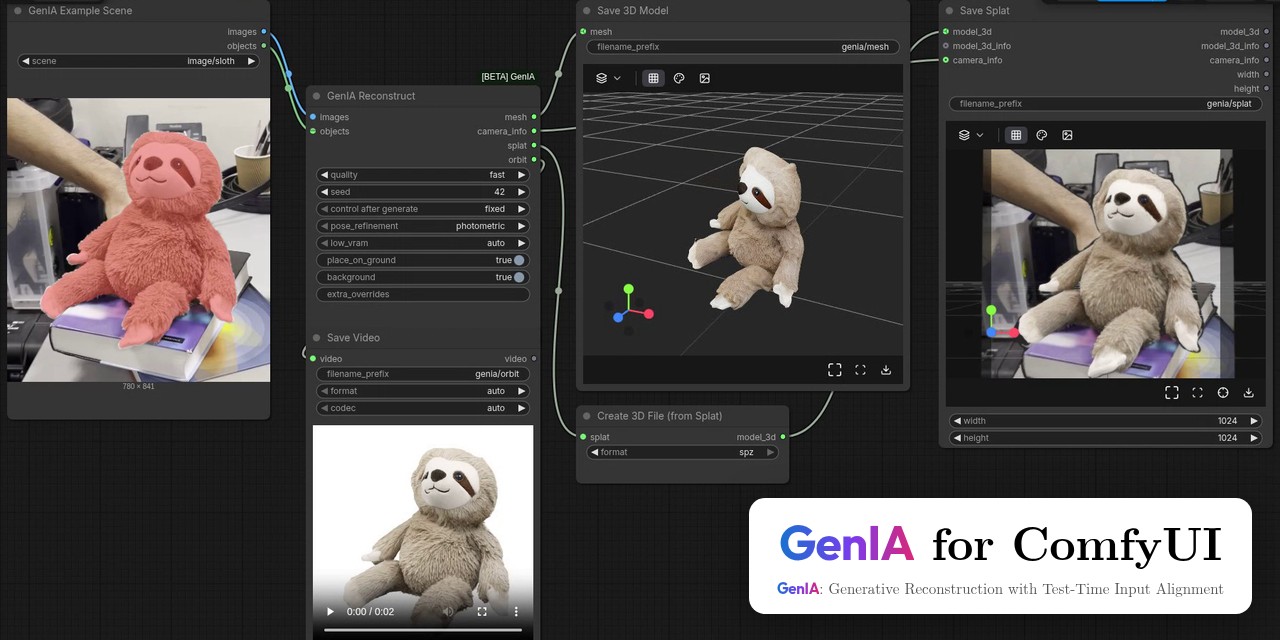 GenIA Example Scene
images
objects
scene
image/sloth
780 × 841
[BETA] GenIA
GenIA Reconstruct
images
mesh
objects
camera_info
splat
orbit
quality
fast
seed
42
control after generate
fixed
pose_refinement
photometric
low_vram
auto
place_on_ground
true
background
true
extra_overrides
Save Video
video
video
filename_prefix
genia/orbit
format
auto
codec
auto
0:00 / 0:02
Save 3D Model
mesh
filename_prefix
genia/mesh
Create 3D File (from Splat)
splat
model_3d
format
spz
Save Splat
model_3d
model_3d
model_3d_info
model_3d_info
camera_info
camera_info
width
height
filename_prefix
genia/splat
width
1024
height
1024
GenIA for ComfyUI
GenIA: Generative Reconstruction with Test-Time Input Alignment